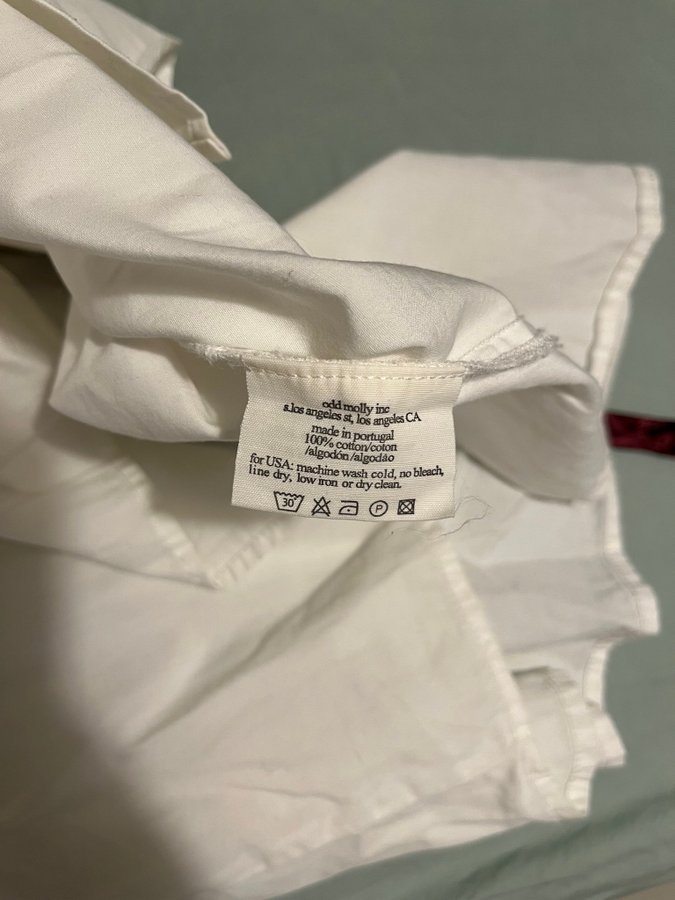 odd molly inc
s.los angeles st, los angeles CA
made in portugal
100% cotton/coton
/algodón/algodão
for USA: machine wash cold, no bleach,
line dry, low iron or dry clean.
30 P